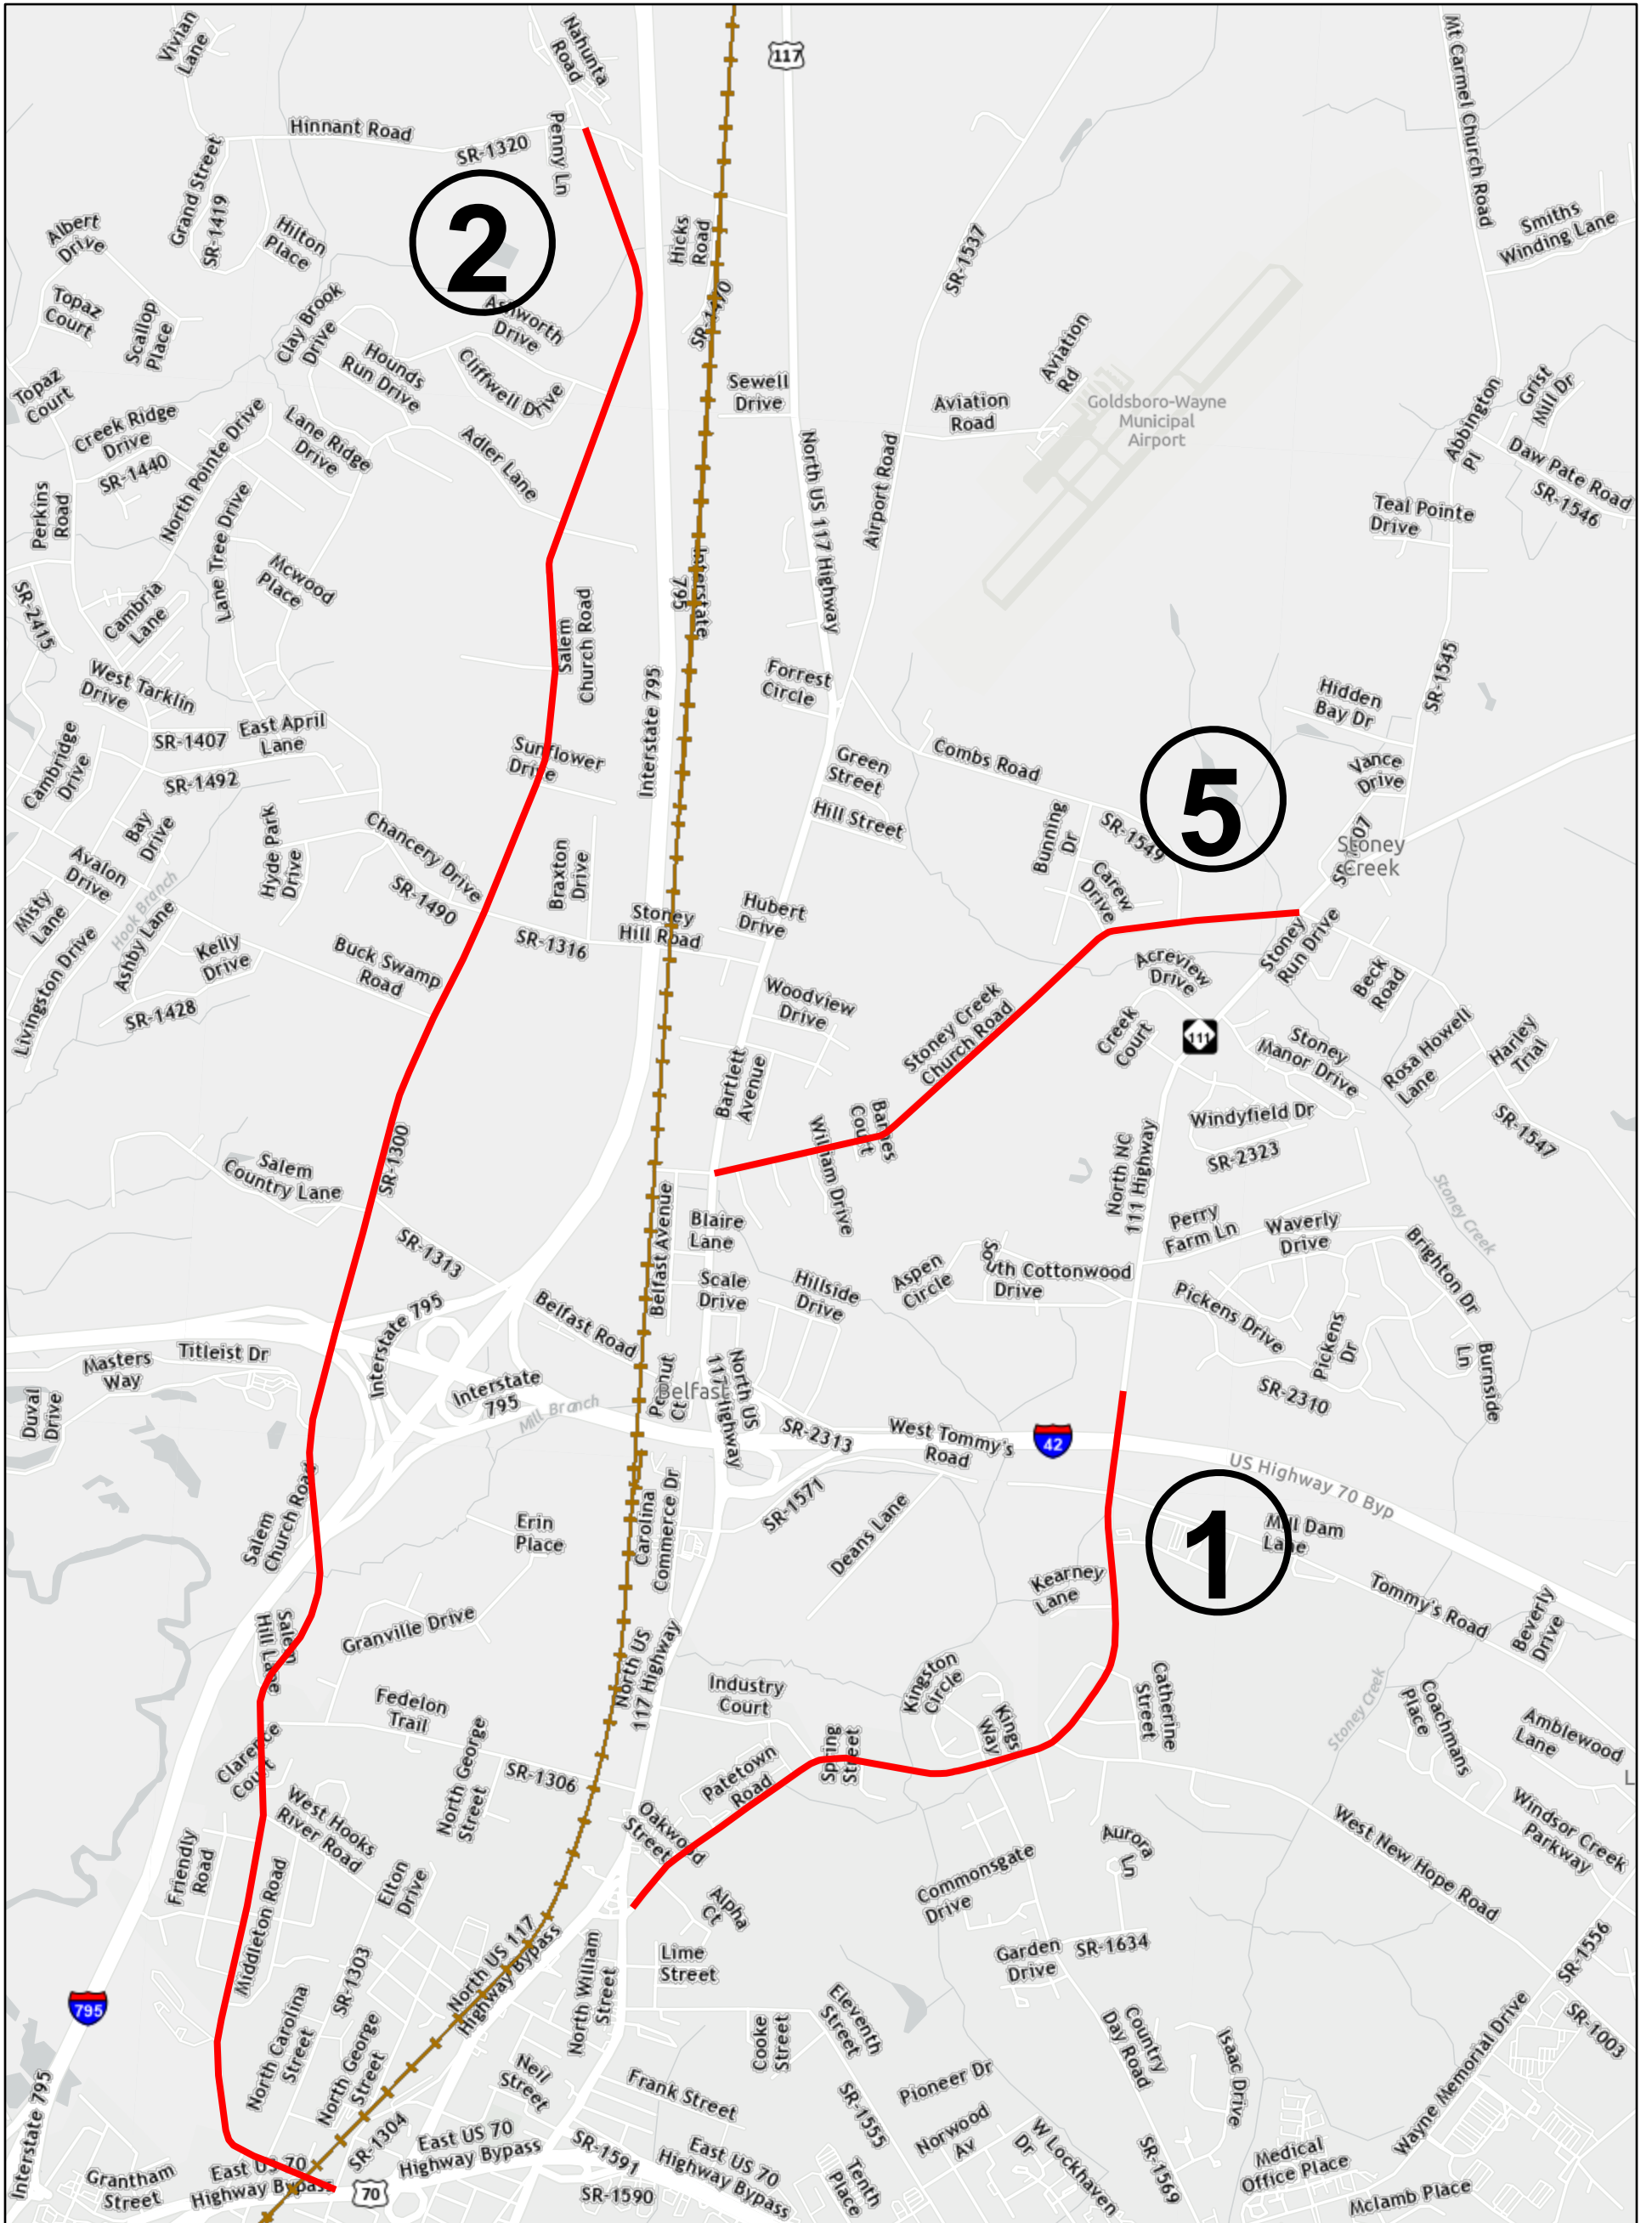 Vivian
Lane
Nahunta
Road
117
Mt Carmel Church Road
Hinnant Road
SR-1320
Penny Ln
Grand Street
SR-1419
Albert
Drive
Hilton
Place
2
Hicks
Road
SR-1537
Smiths
Winding Lane
Topaz
Court
Scallop
Place
Clay Brook
Drive
Ashworth
Drive
SR-1470
Hounds
Run Drive
Cliffwell Drive
Aviation
Rd
Topaz
Court
Sewell
Drive
Aviation
Road
Goldsboro-Wayne
Municipal
Airport
Grist
Mill Dr
Abbington
Pl
Creek Ridge
Drive
SR-1440
North Pointe Drive
Lane Ridge
Drive
Adler Lane
North US 117 Highway
Airport Road
Daw Pate Road
SR-1546
Perkins
Road
Lane Tree Drive
Teal Pointe
Drive
Mcwood
Place
Interstate
795
SR-2415
Cambria
Lane
Salem
Church Road
West Tarklin
Drive
Forrest
Circle
SR-1545
Hidden
Bay Dr
Interstate 795
SR-1407
East April
Lane
Sunflower
Drive
Cambridge
Drive
SR-1492
Green
Street
Combs Road
5
Vance
Drive
Hill Street
Bay
Drive
Hyde Park
Drive
Chancery Drive
SR-1490
Bunning
Dr
SR-1549
Stoney
Creek
Avalon
Drive
Braxton
Drive
Carew
Drive
Misty
Lane
Hook Branch
Ashby Lane
Hubert
Drive
Stoney
Hill Road
SR-1316
Stoney
Run Drive
Livingston Drive
Kelly
Drive
Buck Swamp
Road
Acreview
Drive
Beck
Road
SR-1428
Woodview
Drive
Stoney Creek
Church Road
Creek
Court
111
Stoney
Manor Drive
Rosa Howell
Lane
Harley
Trial
Bartlett
Avenue
Barnes
Court
William Drive
Windyfield Dr
SR-2323
SR-1547
SR-1300
Salem
Country Lane
North NC
111 Highway
Stoney Creek
Belfast Avenue
Blaire
Lane
Perry
Farm Ln
Waverly
Drive
SR-1313
Aspen
Circle
South Cottonwood
Drive
Brighton Dr
Scale
Drive
Hillside
Drive
Interstate 795
Belfast Road
Pickens Drive
Pickens
Dr
Masters
Way
Titleist Dr
Burnside
Ln
Duval
Drive
Interstate
795
Mill Branch
Belfast
North US
117 Highway
SR-2310
SR-2313
West Tommy's
Road
42
US Highway 70 Byp
Salem
Church Road
Carolina
Commerce Dr
SR-1571
Erin
Place
Deans Lane
1
Mill Dam
Lane
Kearney
Lane
Tommy's Road
Beverly
Drive
Salem
Hill Lane
Granville Drive
North US
117 Highway
Industry
Court
Kingston
Circle
Catherine
Street
Stoney Creek
Coachmans
Place
Fedelon
Trail
Kings
Way
Amblewood
Lane
Clarence
Court
North George
Street
SR-1306
Patetown
Road
Spring
Street
Windsor Creek
Parkway
West Hooks
River Road
Oakwood
Street
West New Hope Road
Friendly
Road
Middleton Road
Elton
Drive
Commonsgate
Drive
Aurora
Ln
Alpha
Ct
SR-1303
North US 117
Highway Bypass
North William
Street
Lime
Street
Garden
Drive
SR-1634
SR-1556
795
North Carolina
Street
North George
Street
Neil
Street
Cooke
Street
Eleventh
Street
Country
Day Road
Isaac Drive
Wayne Memorial Drive
SR-1003
Frank Street
Pioneer Dr
SR-1555
Norwood
Av
W Lockhaven
Dr
Interstate 795
SR-1304
East US 70
Highway Bypass
SR-1591
East US 70
Highway Bypass
Grantham
Street
East US 70
Highway Bypass
70
SR-1590
Tenth
Place
SR-1569
Medical
Office Place
Mclamb Place